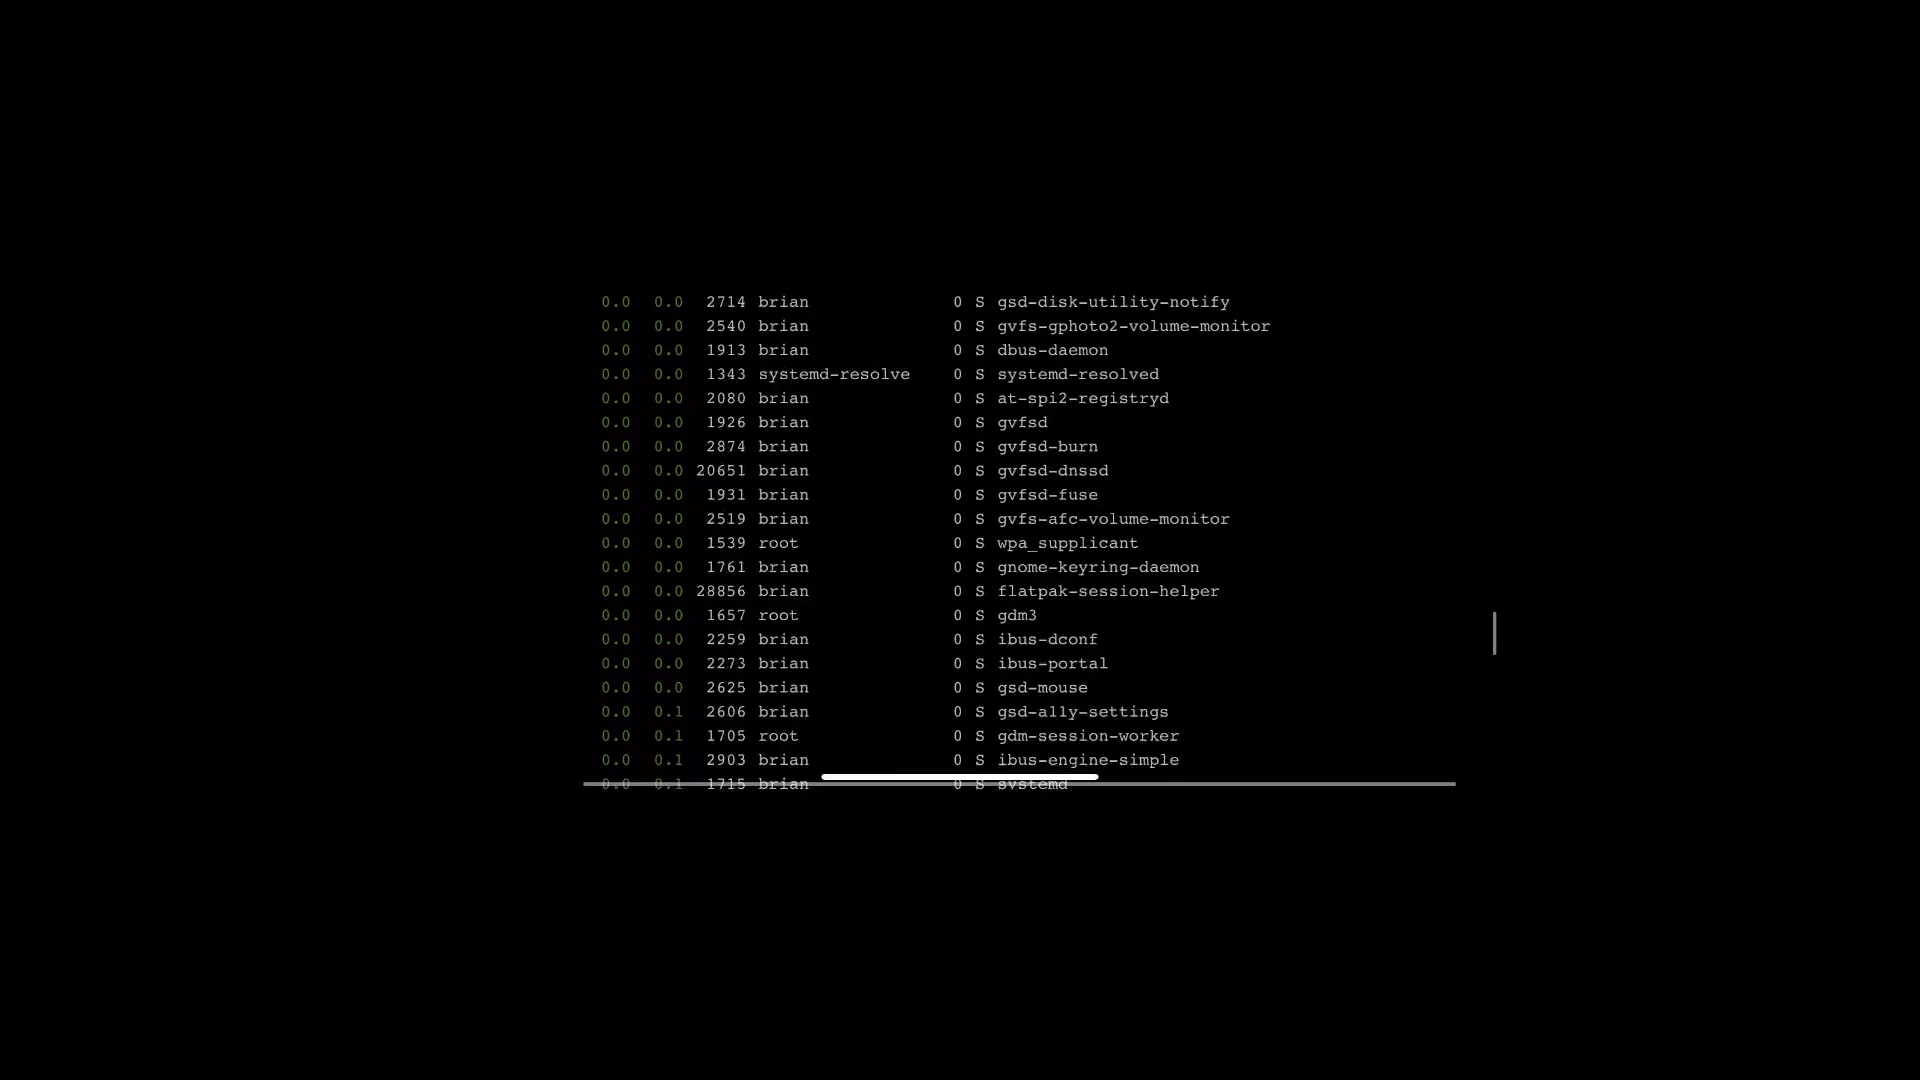 0.0 0.0 2714 brian 0 S gsd-disk-utility-notify
0.0 0.0 2540 brian 0 S gvfs-gphoto2-volume-monitor
0.0 0.0 1913 brian 0 S dbus-daemon
0.0 0.0 1343 systemd-resolve 0 S systemd-resolved
0.0 0.0 2080 brian 0 S at-spi2-registryd
0.0 0.0 1926 brian 0 S gvfsd
0.0 0.0 2874 brian 0 S gvfsd-burn
0.0 0.0 20651 brian 0 S gvfsd-dnssd
0.0 0.0 1931 brian 0 S gvfsd-fuse
0.0 0.0 2519 brian 0 S gvfs-afc-volume-monitor
0.0 0.0 1539 root 0 S wpa_supplicant
0.0 0.0 1761 brian 0 S gnome-keyring-daemon
0.0 0.0 28856 brian 0 S flatpak-session-helper
0.0 0.0 1657 root 0 S gdm3
0.0 0.0 2259 brian 0 S ibus-dconf
0.0 0.0 2273 brian 0 S ibus-portal
0.0 0.0 2625 brian 0 S gsd-mouse
0.0 0.1 2606 brian 0 S gsd-a11y-settings
0.0 0.1 1705 root 0 S gdm-session-worker
0.0 0.1 2903 brian 0 S ibus-engine-simple
0.0 0.1 1715 brian 0 S systemd